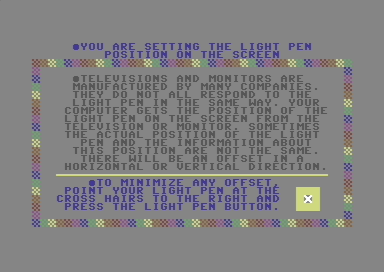 ●YOU ARE SETTING THE LIGHT PEN
POSITION ON THE SCREEN
●TELEVISIONS AND MONITORS ARE
MANUFACTURED BY MANY COMPANIES.
THEY DO NOT ALL RESPOND TO THE
LIGHT PEN IN THE SAME WAY. YOUR
COMPUTER GETS THE POSITION OF THE
LIGHT PEN ON THE SCREEN FROM THE
TELEVISION OR MONITOR. SOMETIMES
THE ACTUAL POSITION OF THE LIGHT
PEN AND THE INFORMATION ABOUT
THIS POSITION ARE NOT THE SAME.
THERE WILL BE AN OFFSET IN A
HORIZONTAL OR VERTICAL DIRECTION.
●TO MINIMIZE ANY OFFSET,
POINT YOUR LIGHT PEN AT THE
CROSS HAIRS TO THE RIGHT AND
PRESS THE LIGHT PEN BUTTON.